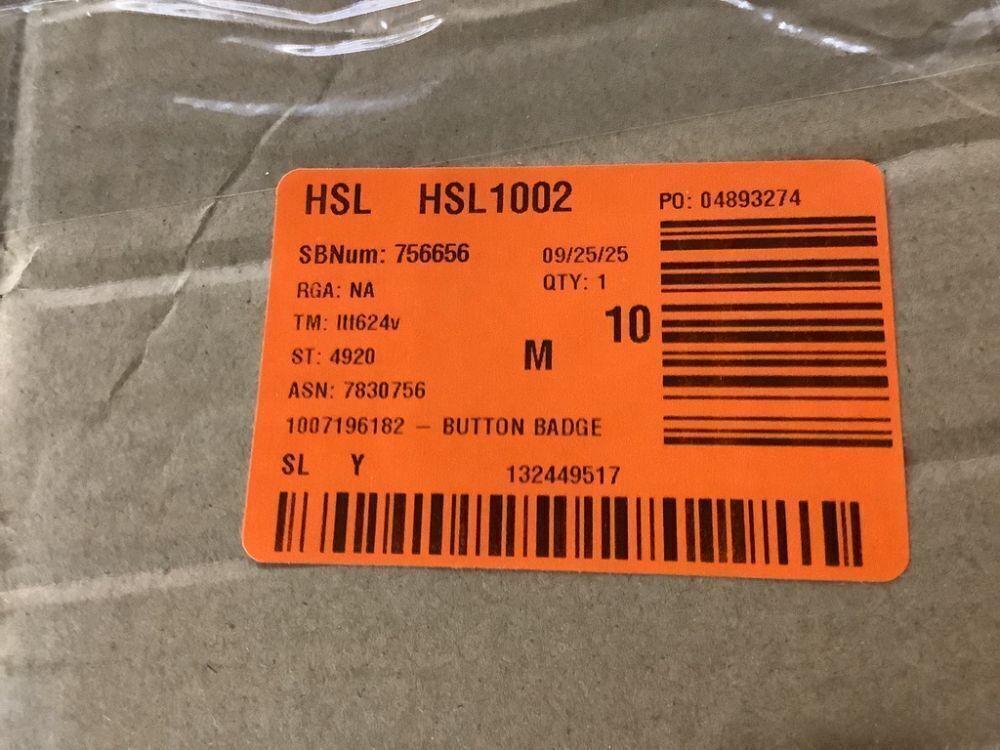 HSL HSL1002
PO: 04893274
SBNum: 756656
09/25/25
RGA: NA
QTY: 1
TM: lll624v
10
ST: 4920
M
ASN: 7830756
1007196182 – BUTTON BADGE
SL Y
132449517